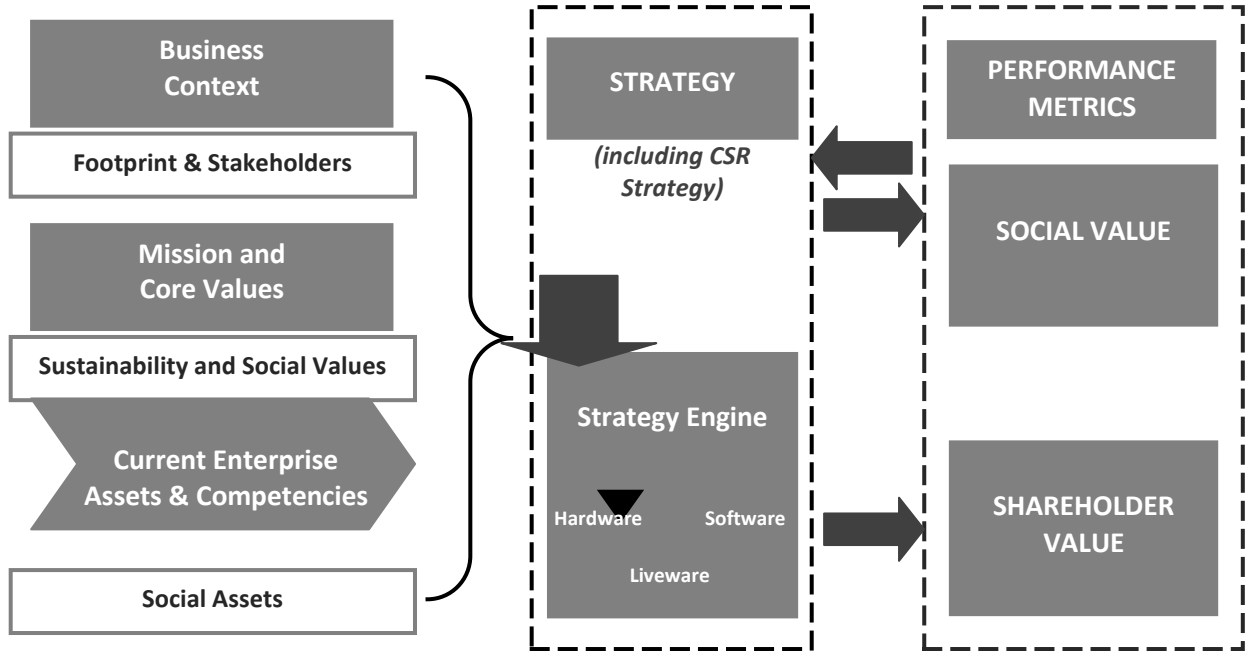 Business
Context
Footprint & Stakeholders
Mission and
Core Values
Sustainability and Social Values
Current Enterprise
Assets & Competencies
Social Assets
STRATEGY
(including CSR
Strategy)
Strategy Engine
Hardware
Software
Liveware
PERFORMANCE
METRICS
SOCIAL VALUE
SHAREHOLDER
VALUE